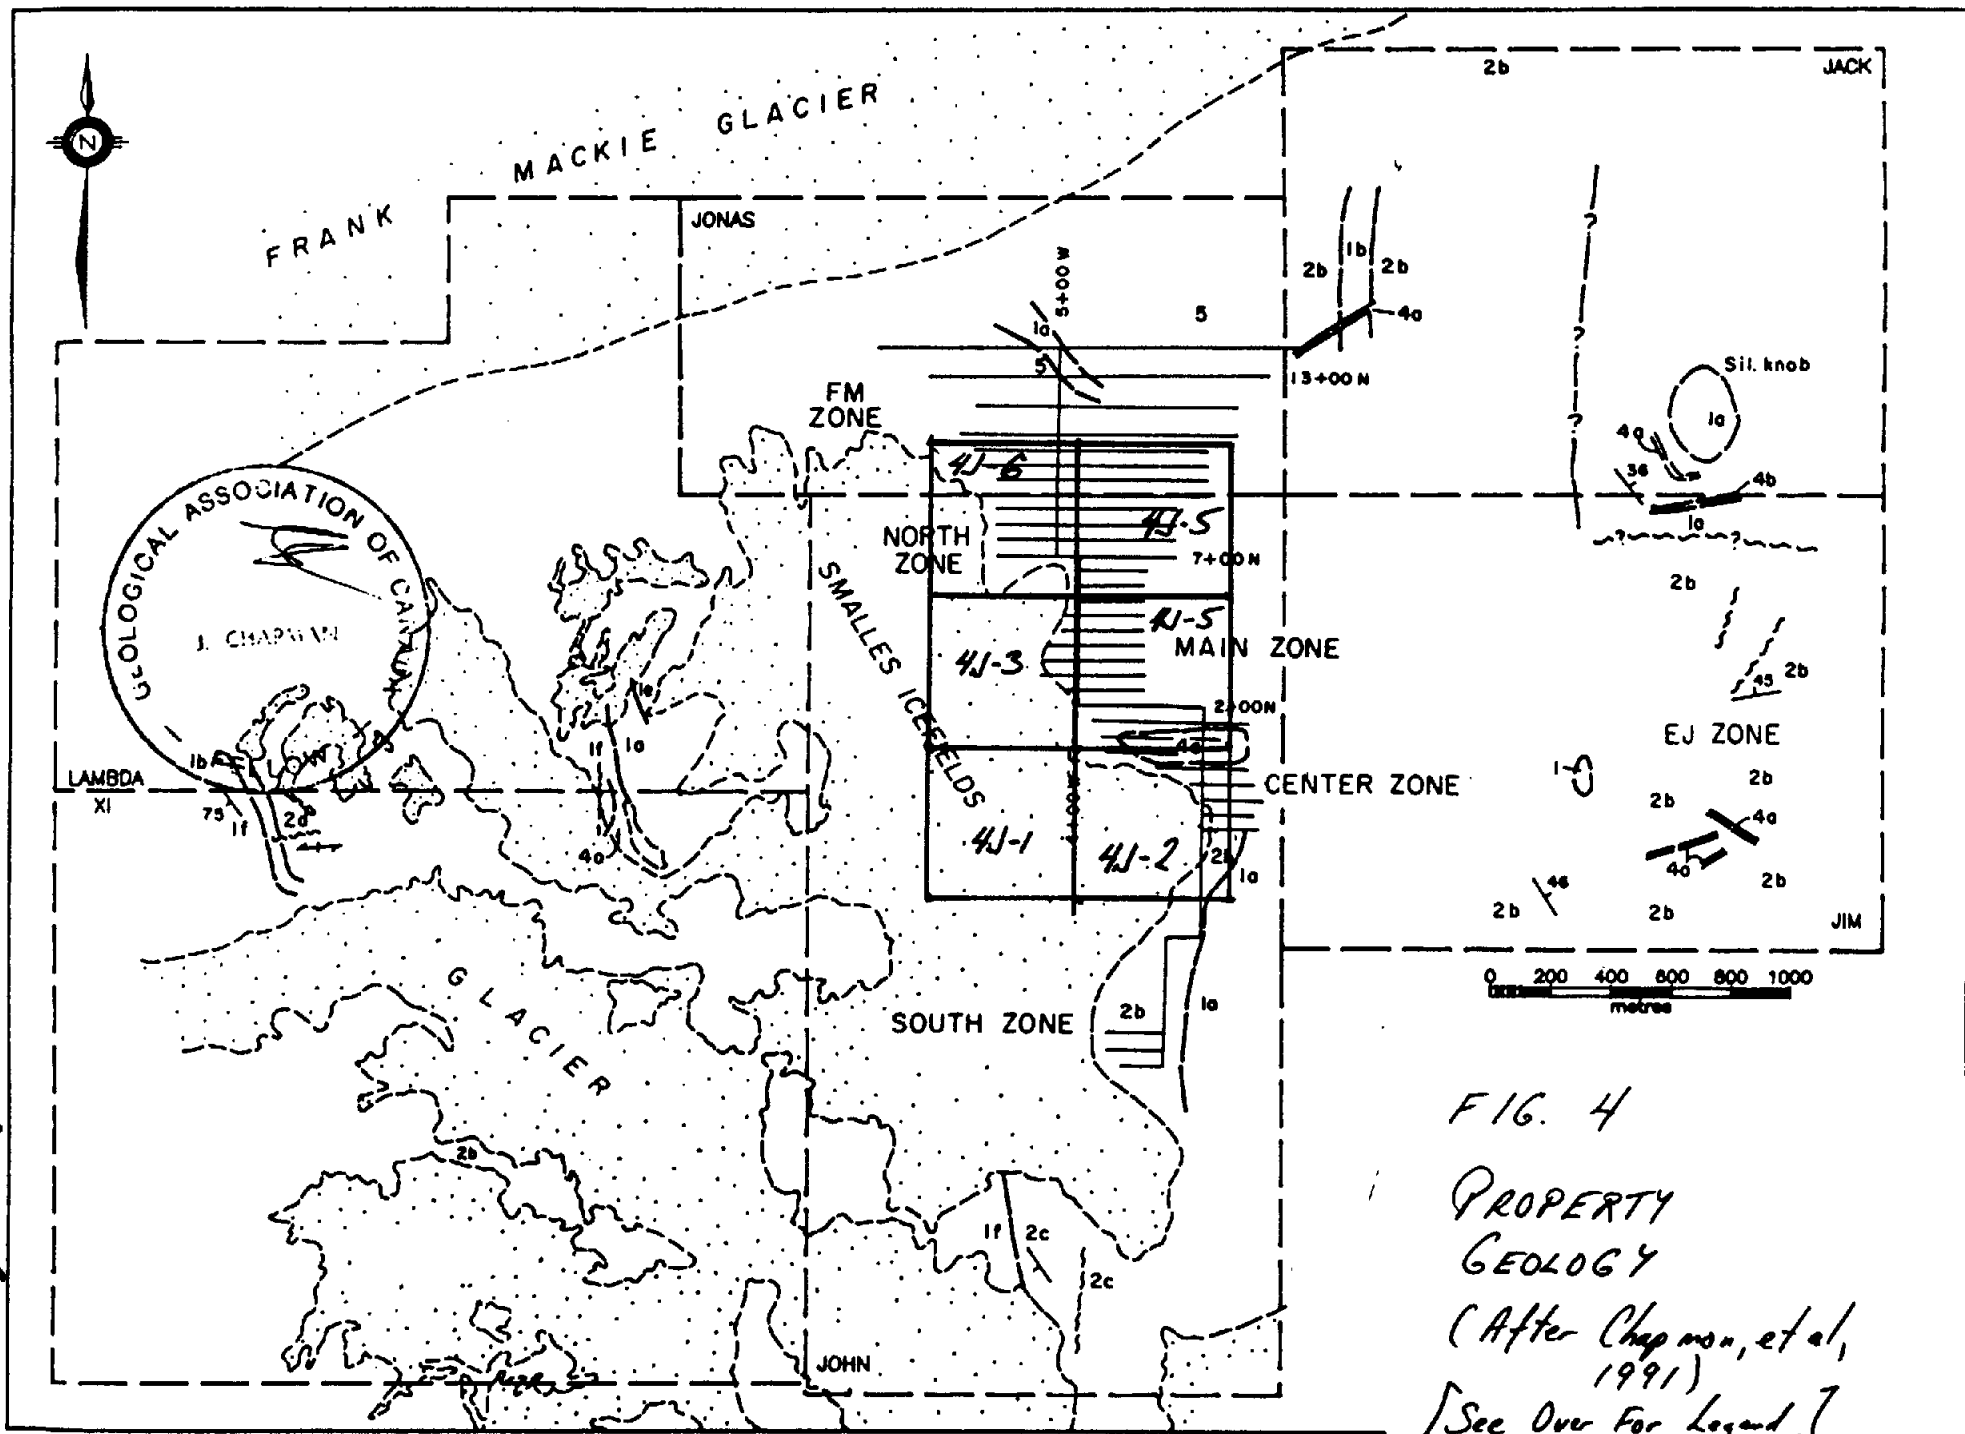 FRANK MACKIE GLACIER
N
JACK
2b
JONAS
5+00W
5
2b
1b
2b
4a
1a
5
13+00N
FM
ZONE
Sil. knob
1a
4a
36
4b
1a
?
?
?
?
?
2b
4J-6
4J-5
NORTH
ZONE
7+00N
SMALLES ICEFIELDS
4J-3
4J-5
MAIN ZONE
2+00N
4a
CENTER ZONE
4+00W
4J-1
4J-2
2b
1a
GEOLOGICAL ASSOCIATION OF CANADA
J. CHAPMAN
FELLOW
1e
1f
1a
4a
1b
LAMBDA
XI
75
1f
2a
2b
45
EJ ZONE
1
2b
2b
4a
4a
2b
46
2b
2b
JIM
0 200 400 600 800 1000
metres
GLACIER
SOUTH ZONE
2b
1a
2b
1f
2c
2c
JOHN
FIG. 4
PROPERTY
GEOLOGY
(After Chapman, et al,
1991)
[See Over For Legend]